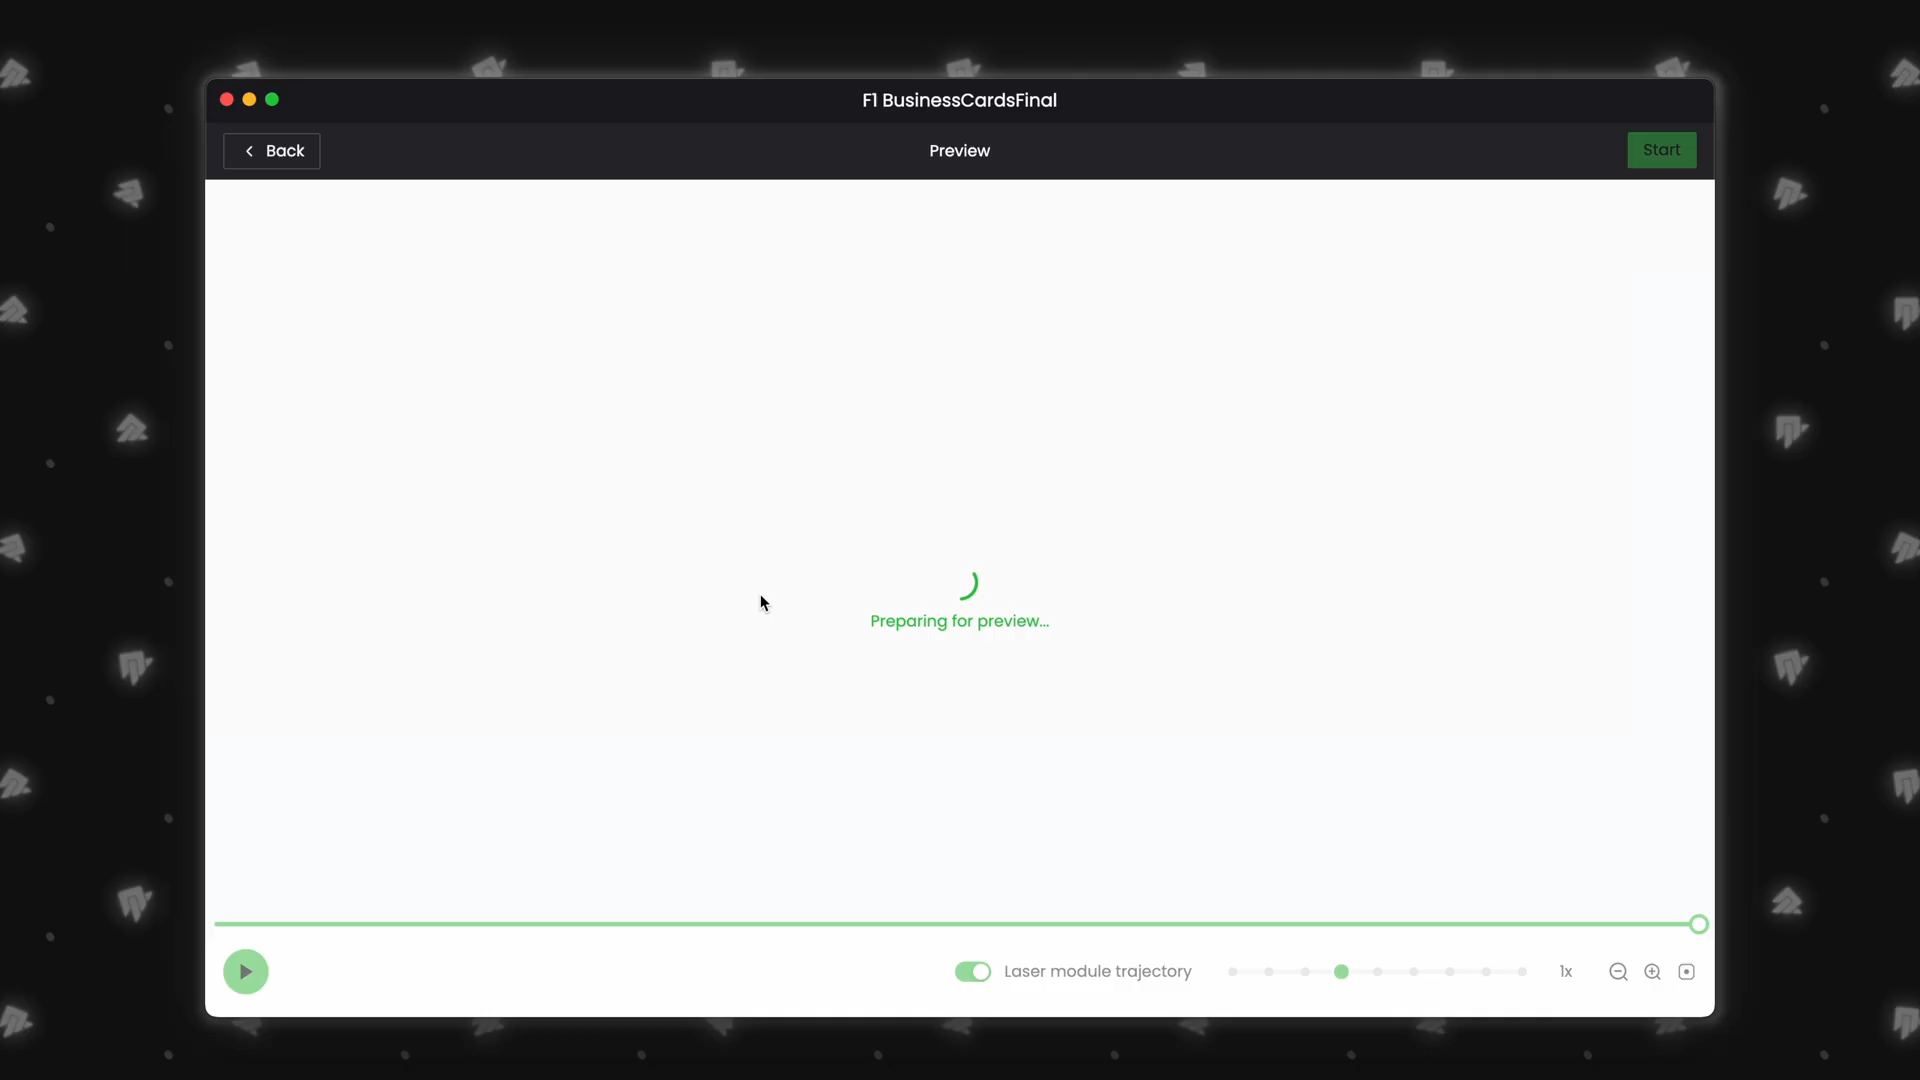 F1 BusinessCardsFinal
Back
Preview
Start
Preparing for preview...
Laser module trajectory
1x